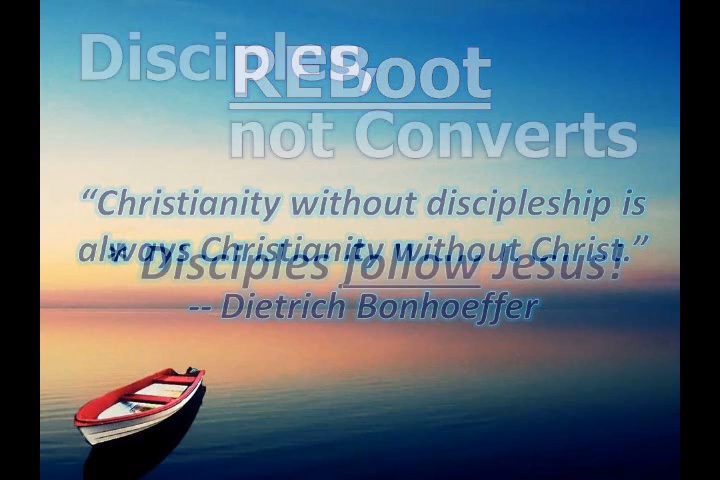 Disciples,
REBoot
not Converts
“Christianity without discipleship is
always Christianity without Christ.”
Disciples follow Jesus!
-- Dietrich Bonhoeffer